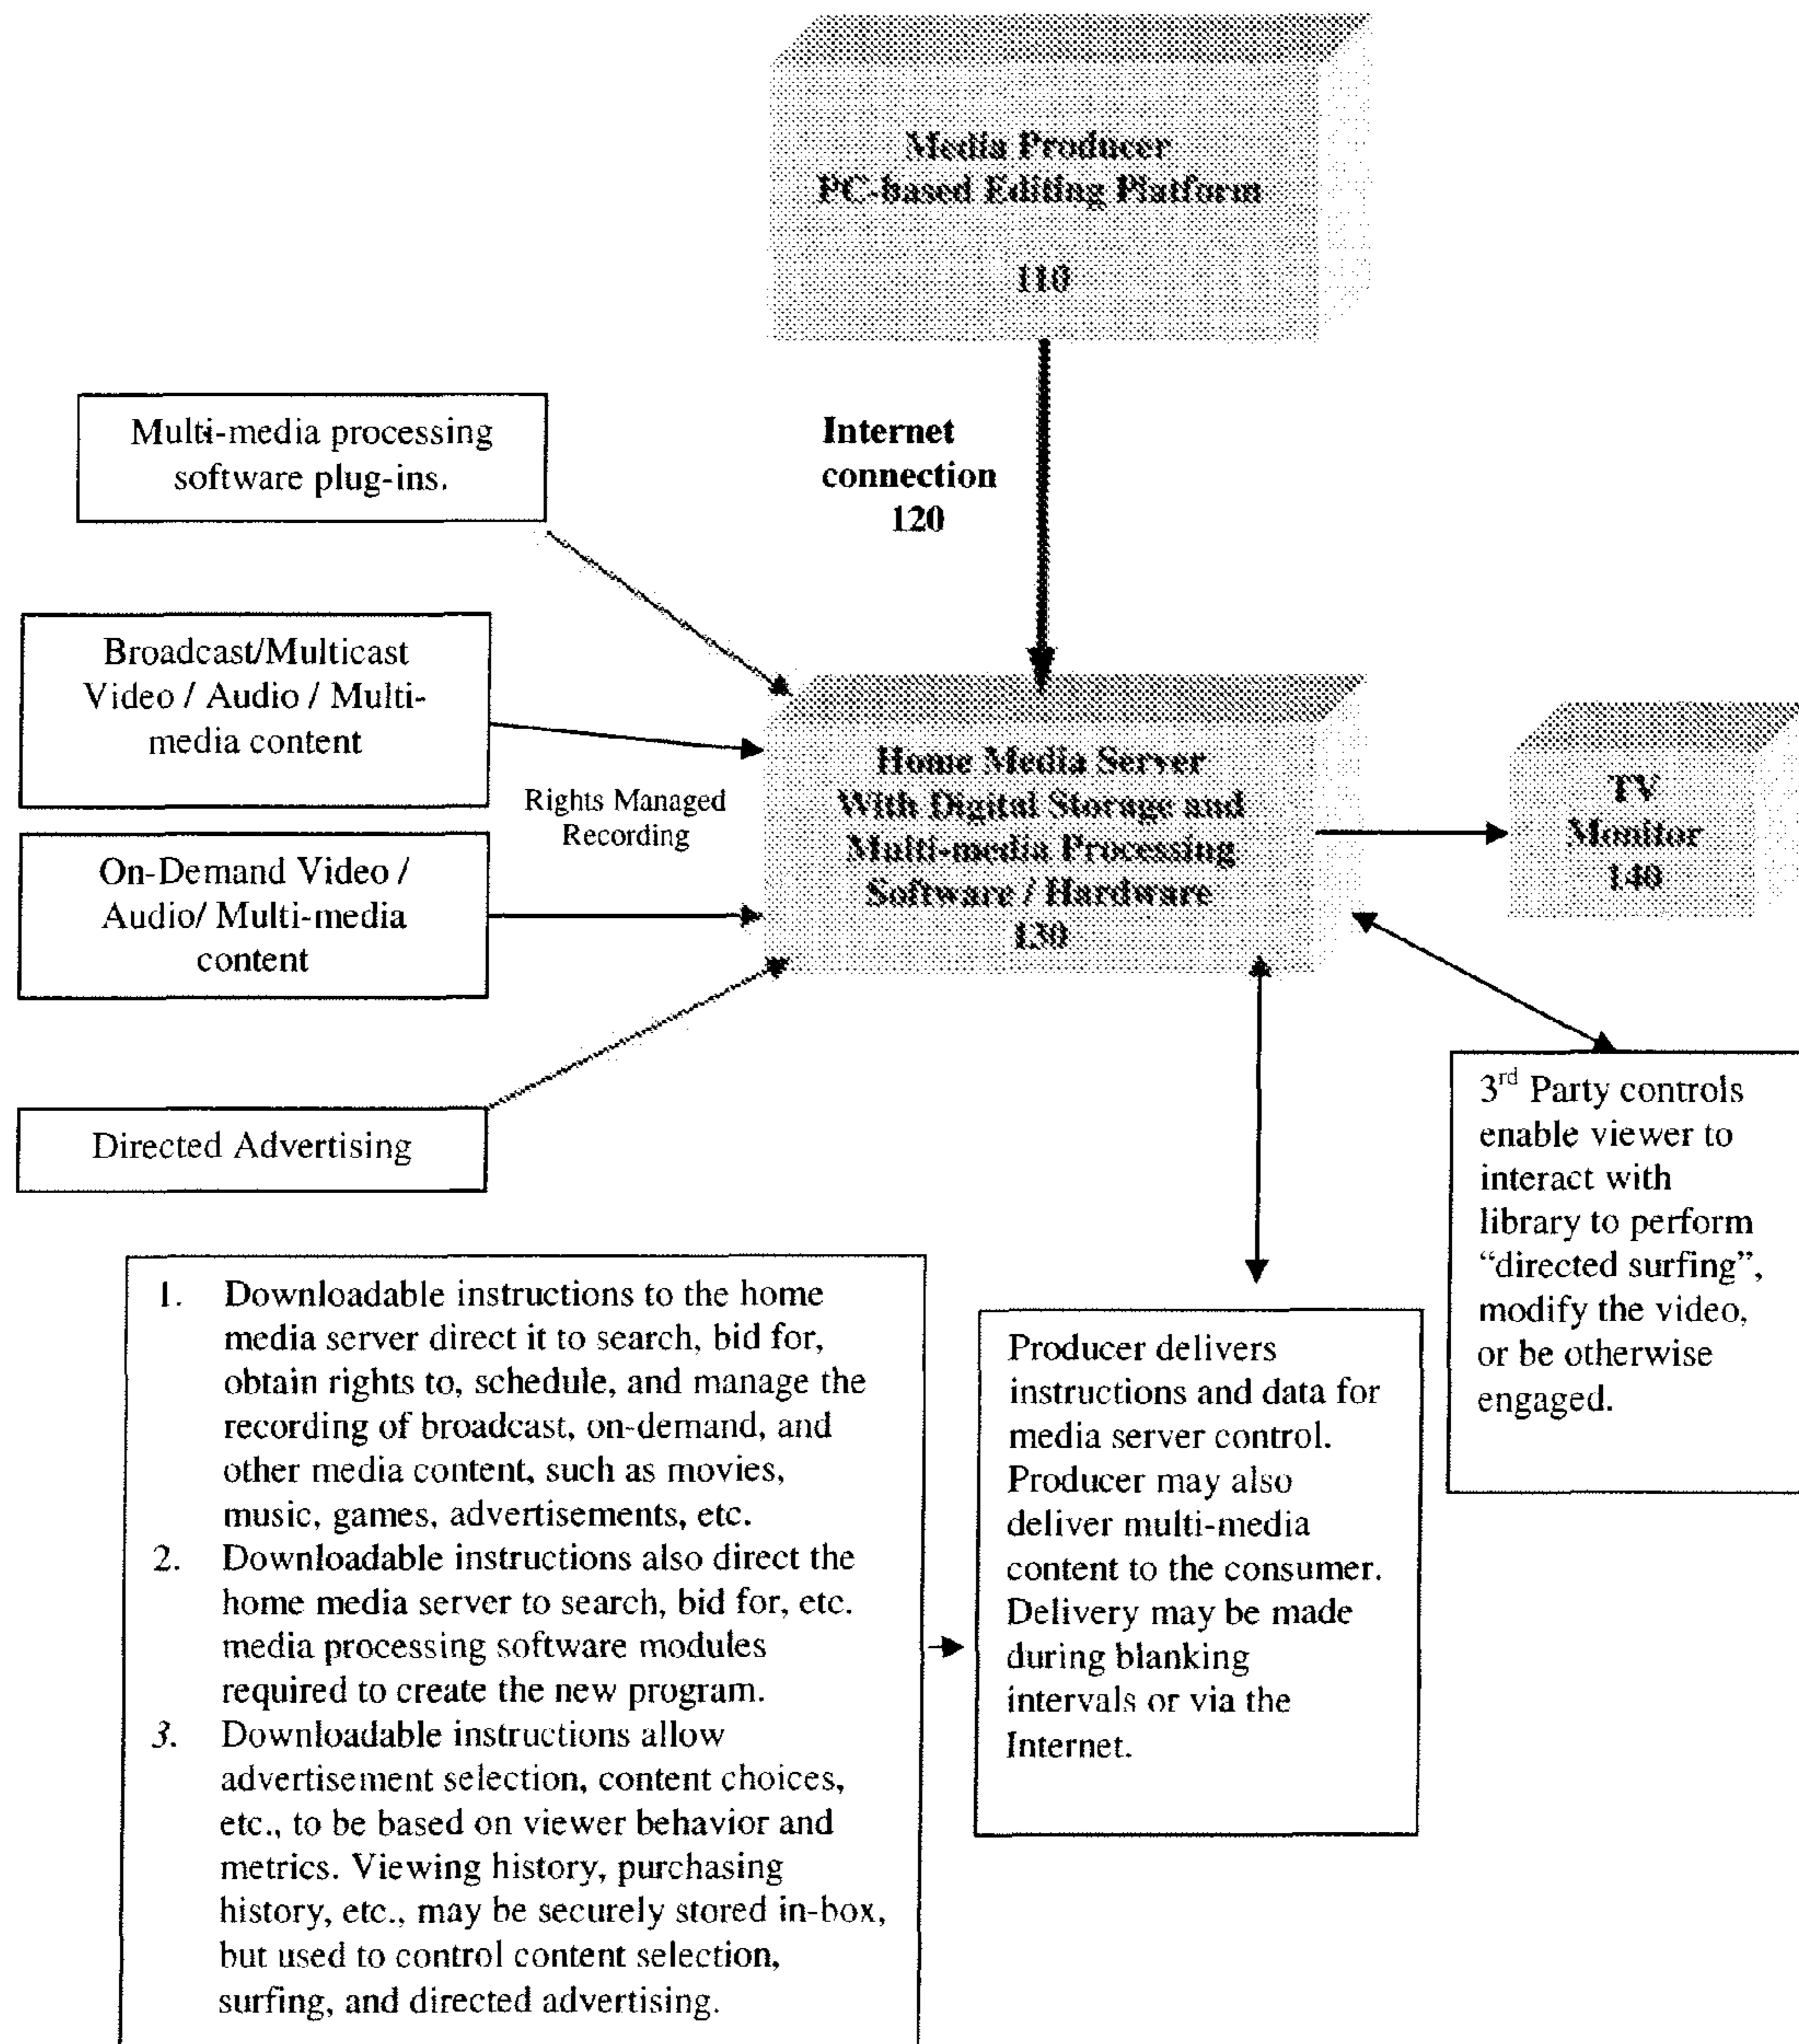 Media Producer
PC-based Editing Platform
110
Multi-media processing
software plug-ins.
Internet
connection
120
Broadcast/Multicast
Video / Audio / Multi-
media content
Rights Managed
Recording
On-Demand Video /
Audio/ Multi-media
content
Directed Advertising
Home Media Server
With Digital Storage and
Multi-media Processing
Software / Hardware
130
TV
Monitor
140
3rd Party controls
enable viewer to
interact with
library to perform
“directed surfing”,
modify the video,
or be otherwise
engaged.
1. Downloadable instructions to the home
media server direct it to search, bid for,
obtain rights to, schedule, and manage the
recording of broadcast, on-demand, and
other media content, such as movies,
music, games, advertisements, etc.
2. Downloadable instructions also direct the
home media server to search, bid for, etc.
media processing software modules
required to create the new program.
3. Downloadable instructions allow
advertisement selection, content choices,
etc., to be based on viewer behavior and
metrics. Viewing history, purchasing
history, etc., may be securely stored in-box,
but used to control content selection,
surfing, and directed advertising.
Producer delivers
instructions and data for
media server control.
Producer may also
deliver multi-media
content to the consumer.
Delivery may be made
during blanking
intervals or via the
Internet.